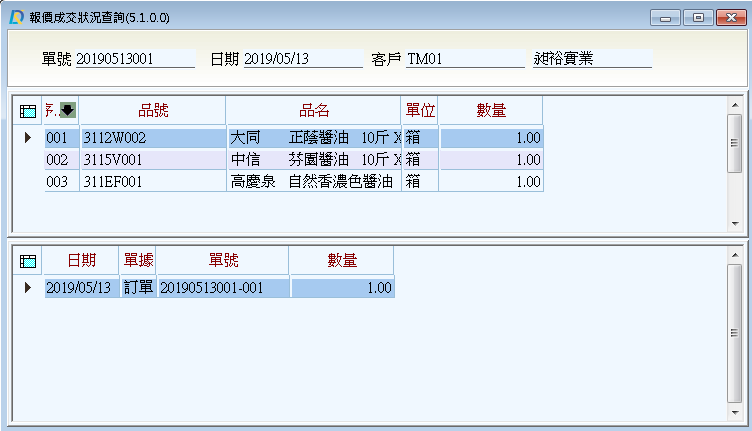 報價成交狀況查詢(5.1.0.0)
單號 20190513001 日期 2019/05/13 客戶 TM01 昶裕實業
品號 品名 單位 數量
001 3112W002 大同 正蔭醬油 10斤 X 箱 1.00
002 3115V001 中信 芬園醬油 10斤 X 箱 1.00
003 311EF001 高慶泉 自然香濃色醬油 箱 1.00
日期 單據 單號 數量
2019/05/13 訂單 20190513001-001 1.00